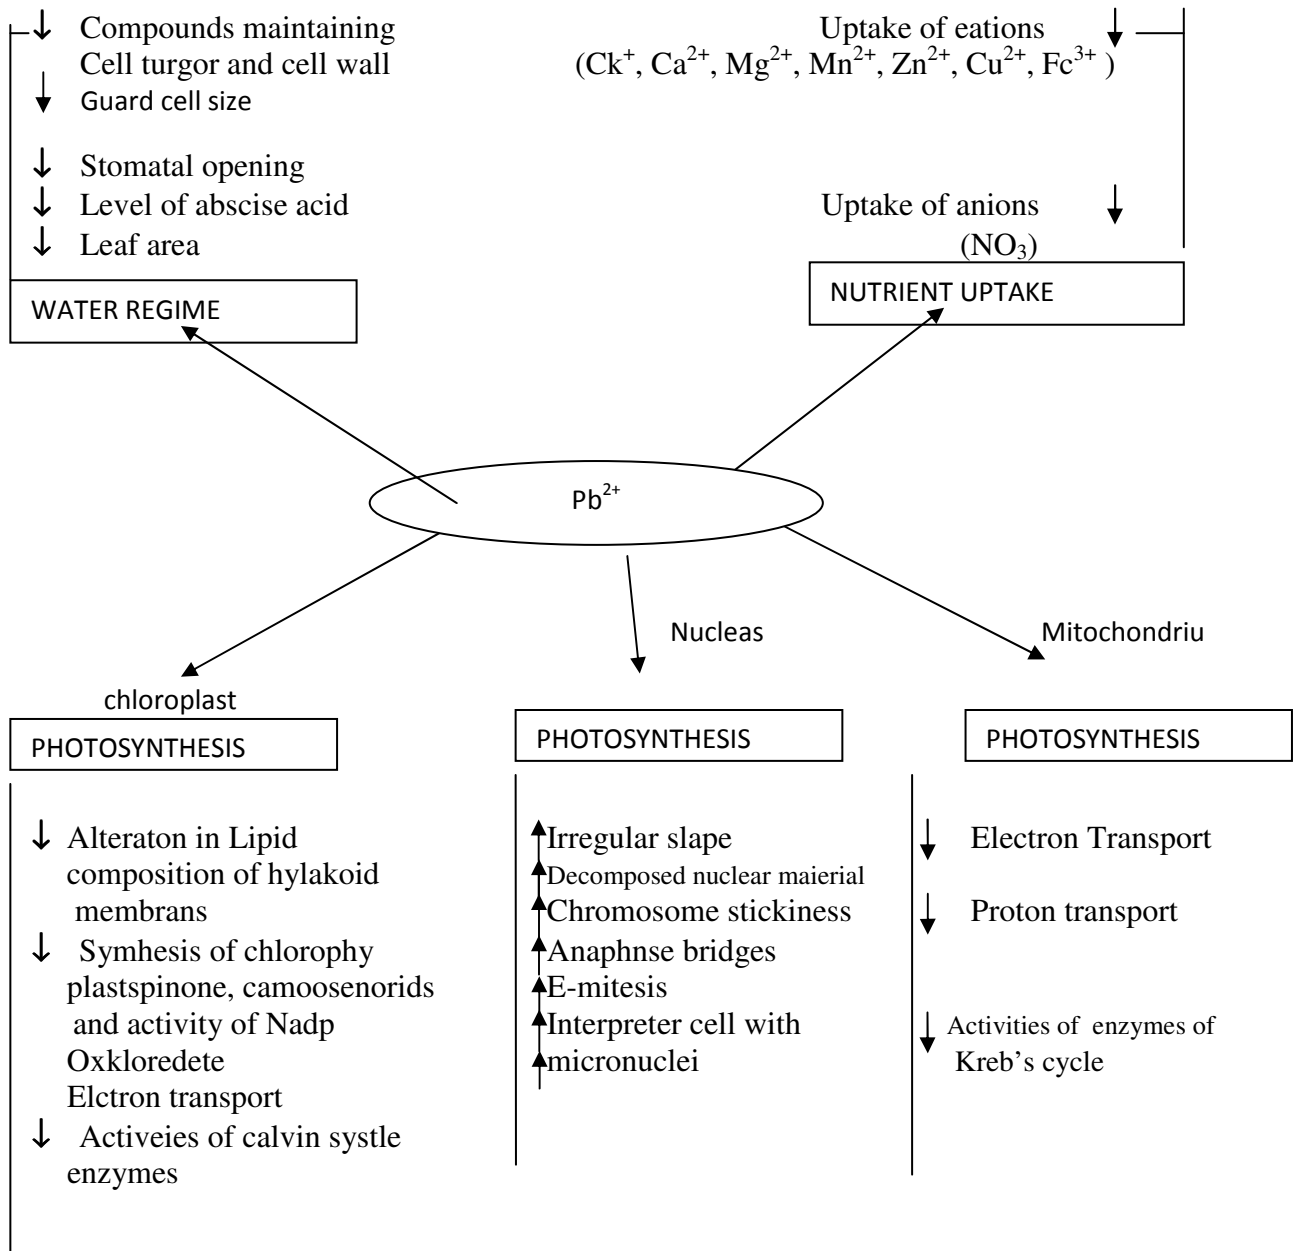 Compounds maintaining
Cell turgor and cell wall
Guard cell size
Stomatal opening
Level of abscise acid
Leaf area
WATER REGIME
Uptake of eations
(Ck⁺, Ca²⁺, Mg²⁺, Mn²⁺, Zn²⁺, Cu²⁺, Fc³⁺ )
Uptake of anions
(NO₃)
NUTRIENT UPTAKE
Pb²⁺
chloroplast
PHOTOSYNTHESIS
Alteraton in Lipid
composition of hylakoid
membrans
Symhesis of chlorophy
plastspinone, camoosenorids
and activity of Nadp
Oxkloredete
Elctron transport
Activeies of calvin systle
enzymes
Nucleas
PHOTOSYNTHESIS
Irregular slape
Decomposed nuclear maierial
Chromosome stickiness
Anaphnse bridges
E-mitesis
Interpreter cell with
micronuclei
Mitochondriu
PHOTOSYNTHESIS
Electron Transport
Proton transport
Activities of enzymes of
Kreb's cycle